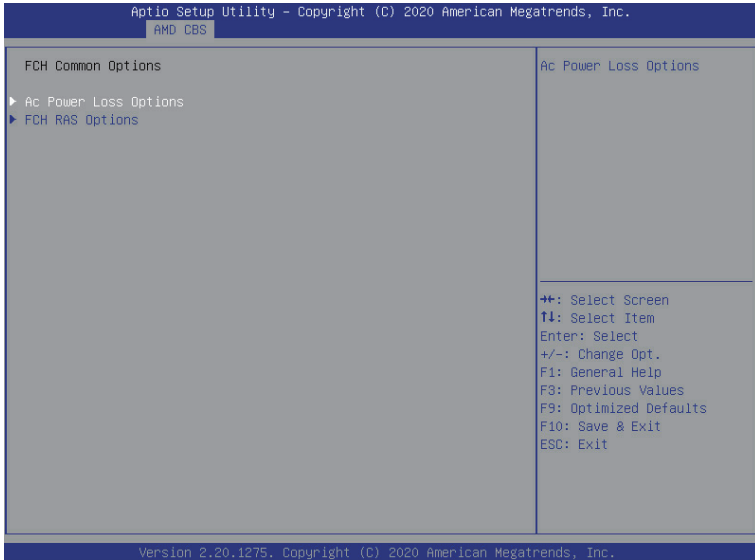 Aptio Setup Utility – Copyright (C) 2020 American Megatrends, Inc.
AMD CBS
FCH Common Options
Ac Power Loss Options
FCH RAS Options
Ac Power Loss Options
→←: Select Screen
↑↓: Select Item
Enter: Select
+/-: Change Opt.
F1: General Help
F3: Previous Values
F9: Optimized Defaults
F10: Save & Exit
ESC: Exit
Version 2.20.1275. Copyright (C) 2020 American Megatrends, Inc.